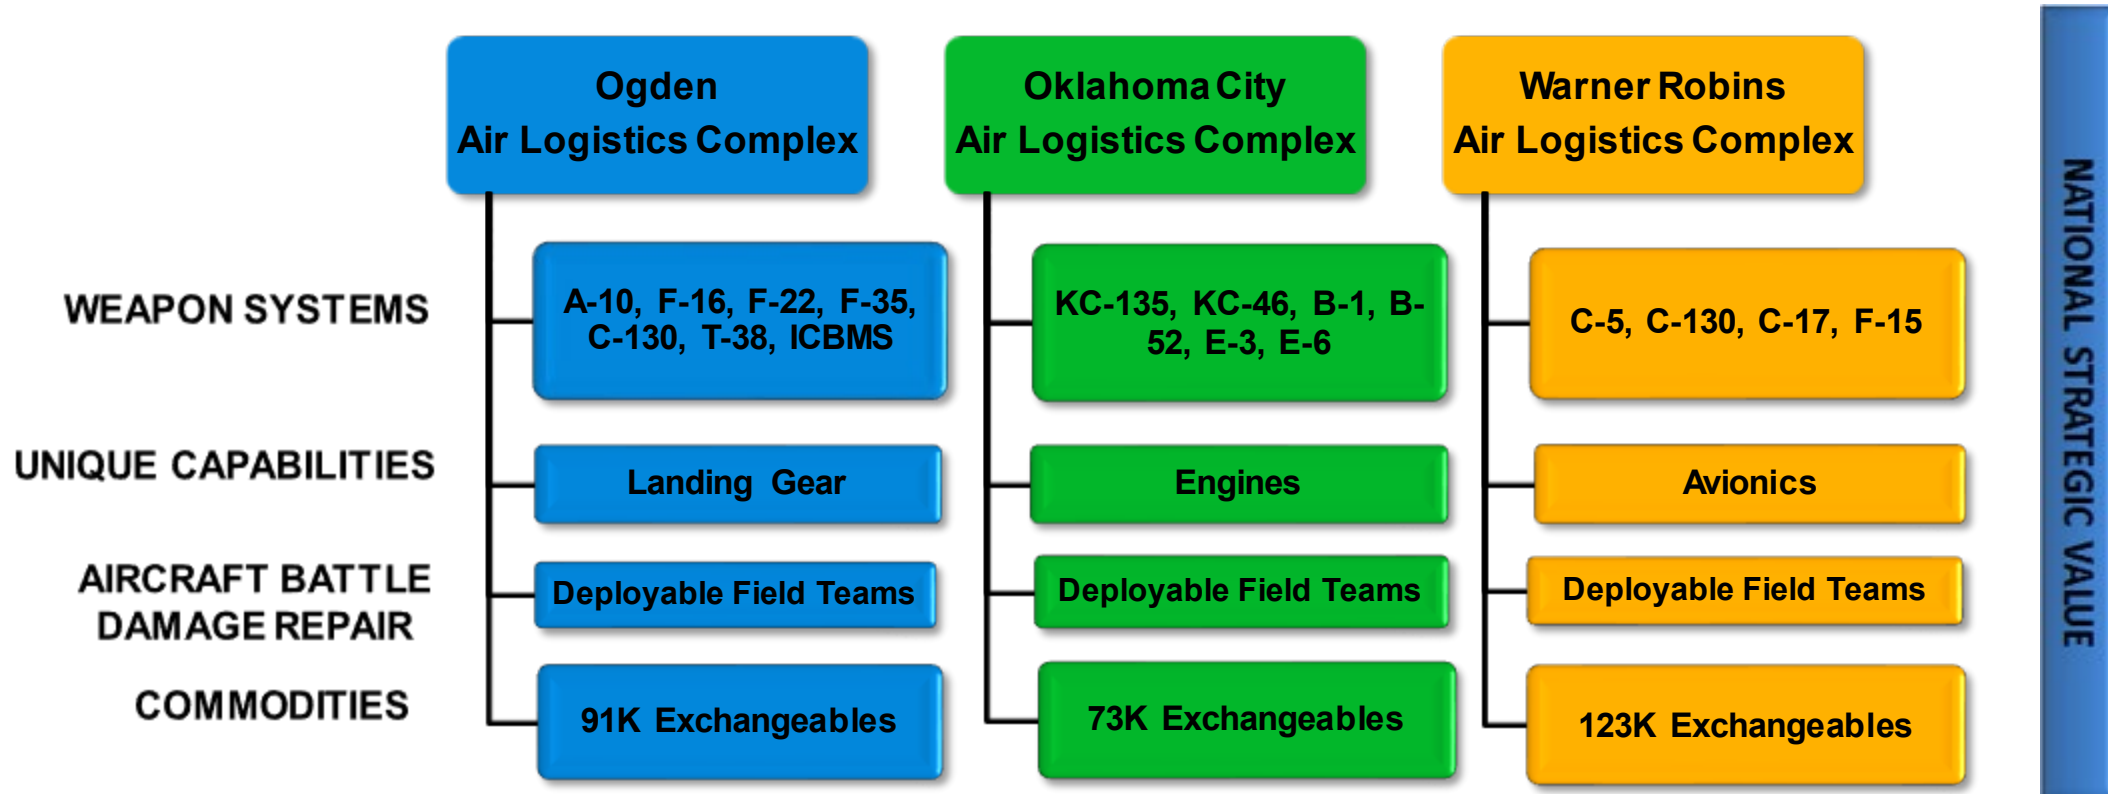 Ogden
Air Logistics Complex
Oklahoma City
Air Logistics Complex
Warner Robins
Air Logistics Complex
WEAPON SYSTEMS
A-10, F-16, F-22, F-35,
C-130, T-38, ICBMS
KC-135, KC-46, B-1, B-
52, E-3, E-6
C-5, C-130, C-17, F-15
UNIQUE CAPABILITIES
Landing Gear
Engines
Avionics
AIRCRAFT BATTLE
DAMAGE REPAIR
Deployable Field Teams
Deployable Field Teams
Deployable Field Teams
COMMODITIES
91K Exchangeables
73K Exchangeables
123K Exchangeables
NATIONAL STRATEGIC VALUE